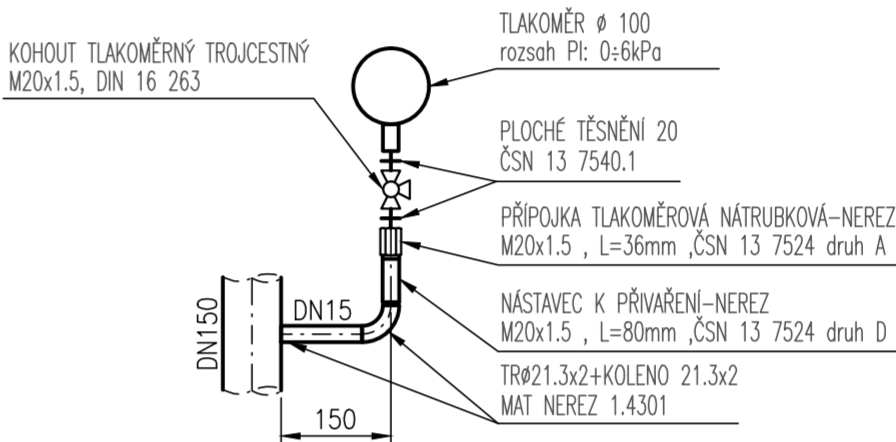 KOHOUT TLAKOMĚRNÝ TROJCESTNÝ
M20x1.5, DIN 16 263
TLAKOMĚR ø 100
rozsah PI: 0÷6kPa
PLOCHÉ TĚSNĚNÍ 20
ČSN 13 7540.1
PŘÍPOJKA TLAKOMĚROVÁ NÁTRUBKOVÁ-NEREZ
M20x1.5 , L=36mm ,ČSN 13 7524 druh A
NÁSTAVEC K PŘIVAŘENÍ-NEREZ
M20x1.5 , L=80mm ,ČSN 13 7524 druh D
TRø21.3x2+KOLENO 21.3x2
MAT NEREZ 1.4301
DN150
DN15
150